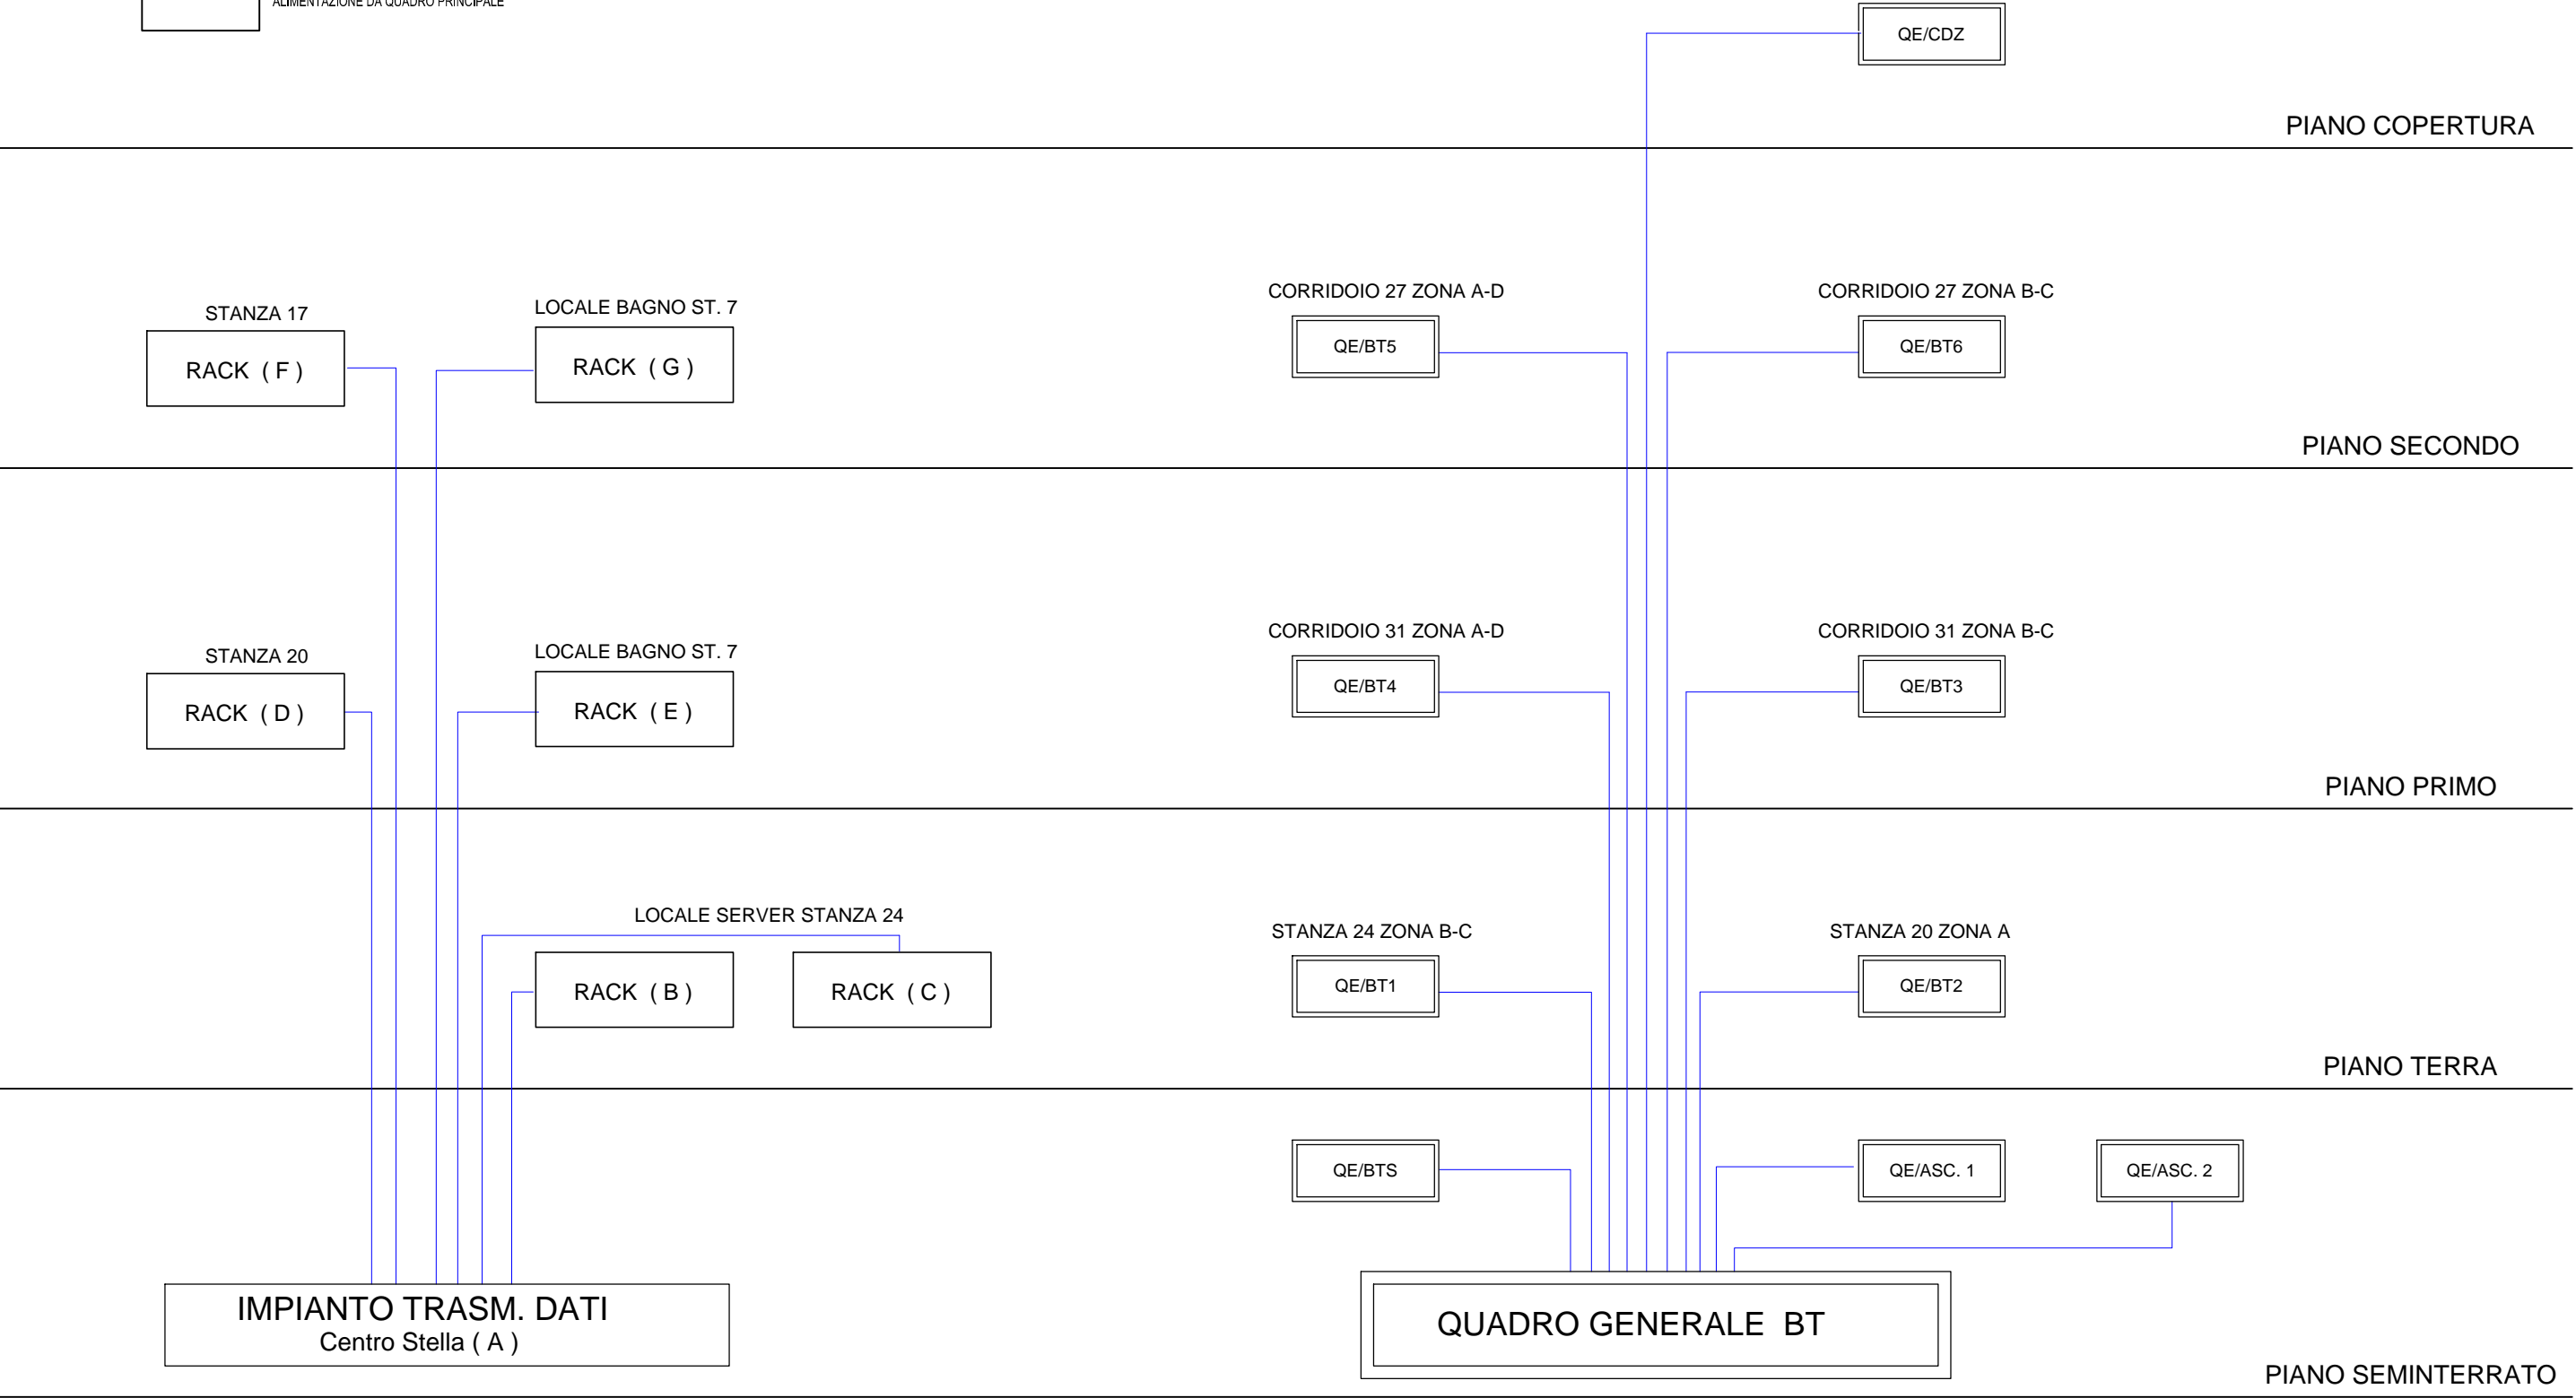 ALIMENTAZIONE DA QUADRO PRINCIPALE
QE/CDZ
PIANO COPERTURA
CORRIDOIO 27 ZONA A-D
CORRIDOIO 27 ZONA B-C
STANZA 17
LOCALE BAGNO ST. 7
QE/BT5
QE/BT6
RACK ( F )
RACK ( G )
PIANO SECONDO
CORRIDOIO 31 ZONA A-D
CORRIDOIO 31 ZONA B-C
STANZA 20
LOCALE BAGNO ST. 7
QE/BT4
QE/BT3
RACK ( D )
RACK ( E )
PIANO PRIMO
LOCALE SERVER STANZA 24
STANZA 24 ZONA B-C
STANZA 20 ZONA A
RACK ( B )
RACK ( C )
QE/BT1
QE/BT2
PIANO TERRA
QE/BTS
QE/ASC. 1
QE/ASC. 2
IMPIANTO TRASM. DATI
Centro Stella ( A )
QUADRO GENERALE BT
PIANO SEMINTERRATO